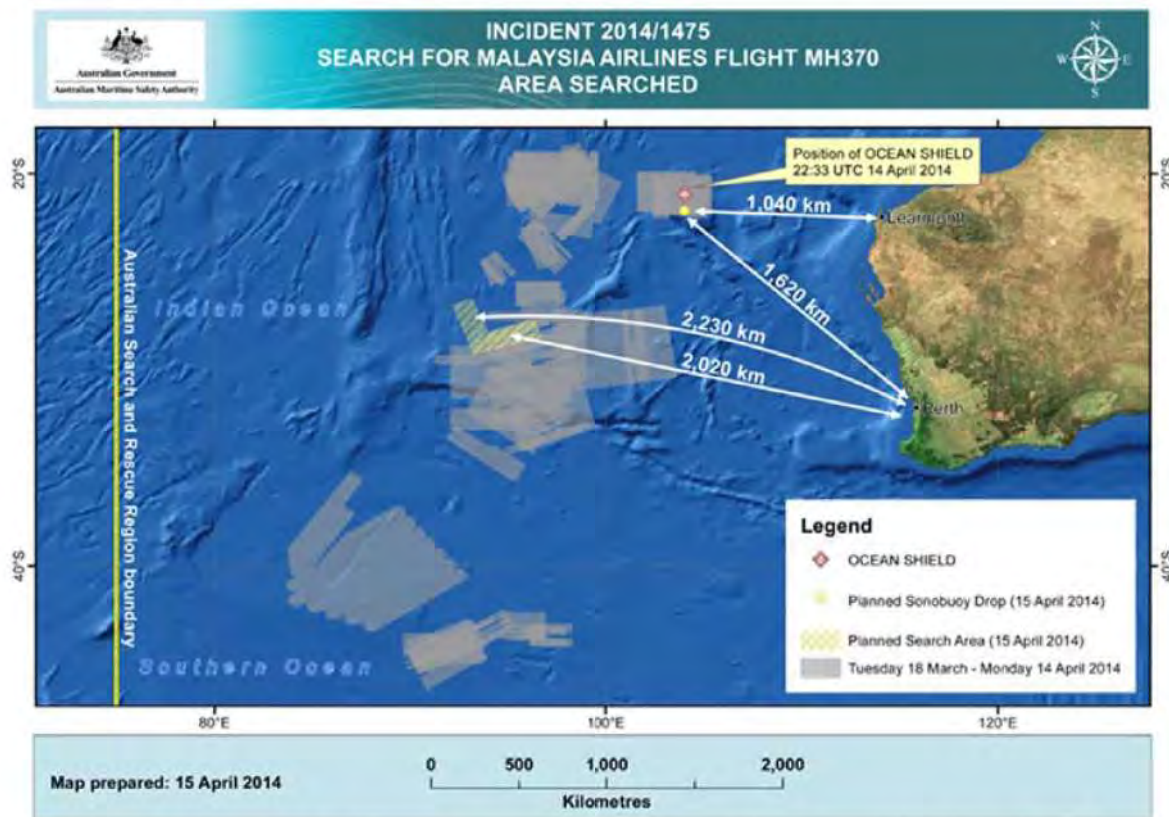 Australian Government
Australian Maritime Safety Authority
INCIDENT 2014/1475
SEARCH FOR MALAYSIA AIRLINES FLIGHT MH370
AREA SEARCHED
N
W
E
S
20°S
20°S
Position of OCEAN SHIELD
22:33 UTC 14 April 2014
1,040 km
Learmonth
1,620 km
Indian Ocean
2,230 km
2,020 km
Perth
Australian Search and Rescue Region boundary
40°S
40°S
Southern Ocean
Legend
OCEAN SHIELD
Planned Sonobuoy Drop (15 April 2014)
Planned Search Area (15 April 2014)
Tuesday 18 March - Monday 14 April 2014
80°E
100°E
120°E
Map prepared: 15 April 2014
0
500
1,000
2,000
Kilometres